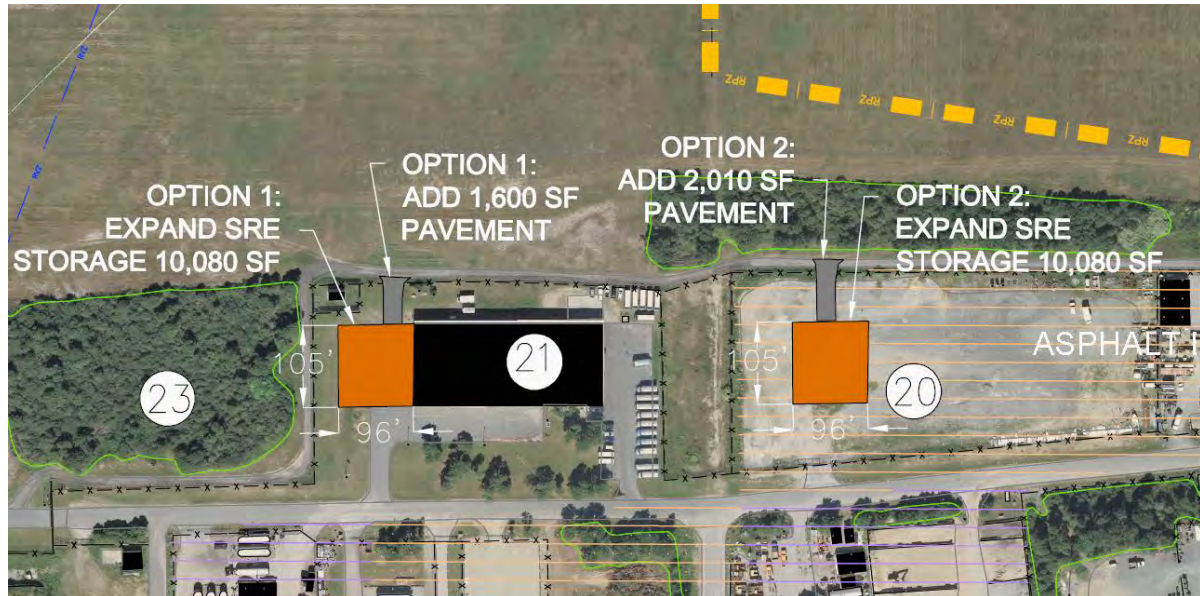 RPZ
RPZ
RPZ
RPZ
OPTION 1:
EXPAND SRE
STORAGE 10,080 SF
OPTION 1:
ADD 1,600 SF
PAVEMENT
OPTION 2:
ADD 2,010 SF
PAVEMENT
OPTION 2:
EXPAND SRE
STORAGE 10,080 SF
105'
96'
21
23
105'
96'
20
ASPHALT